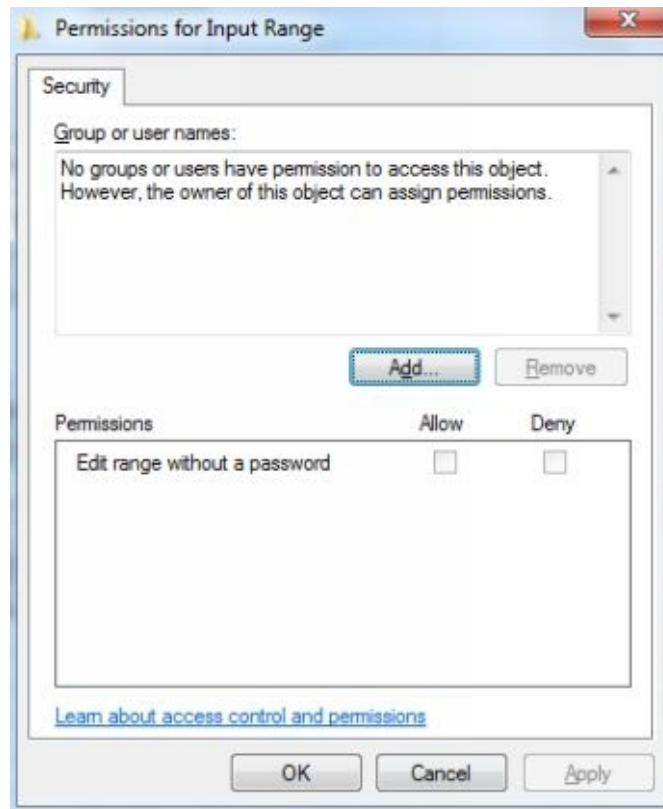 Permissions for Input Range
Security
Group or user names:
No groups or users have permission to access this object.
However, the owner of this object can assign permissions.
Add...
Remove
Permissions Allow Deny
Edit range without a password
Learn about access control and permissions
OK Cancel Apply